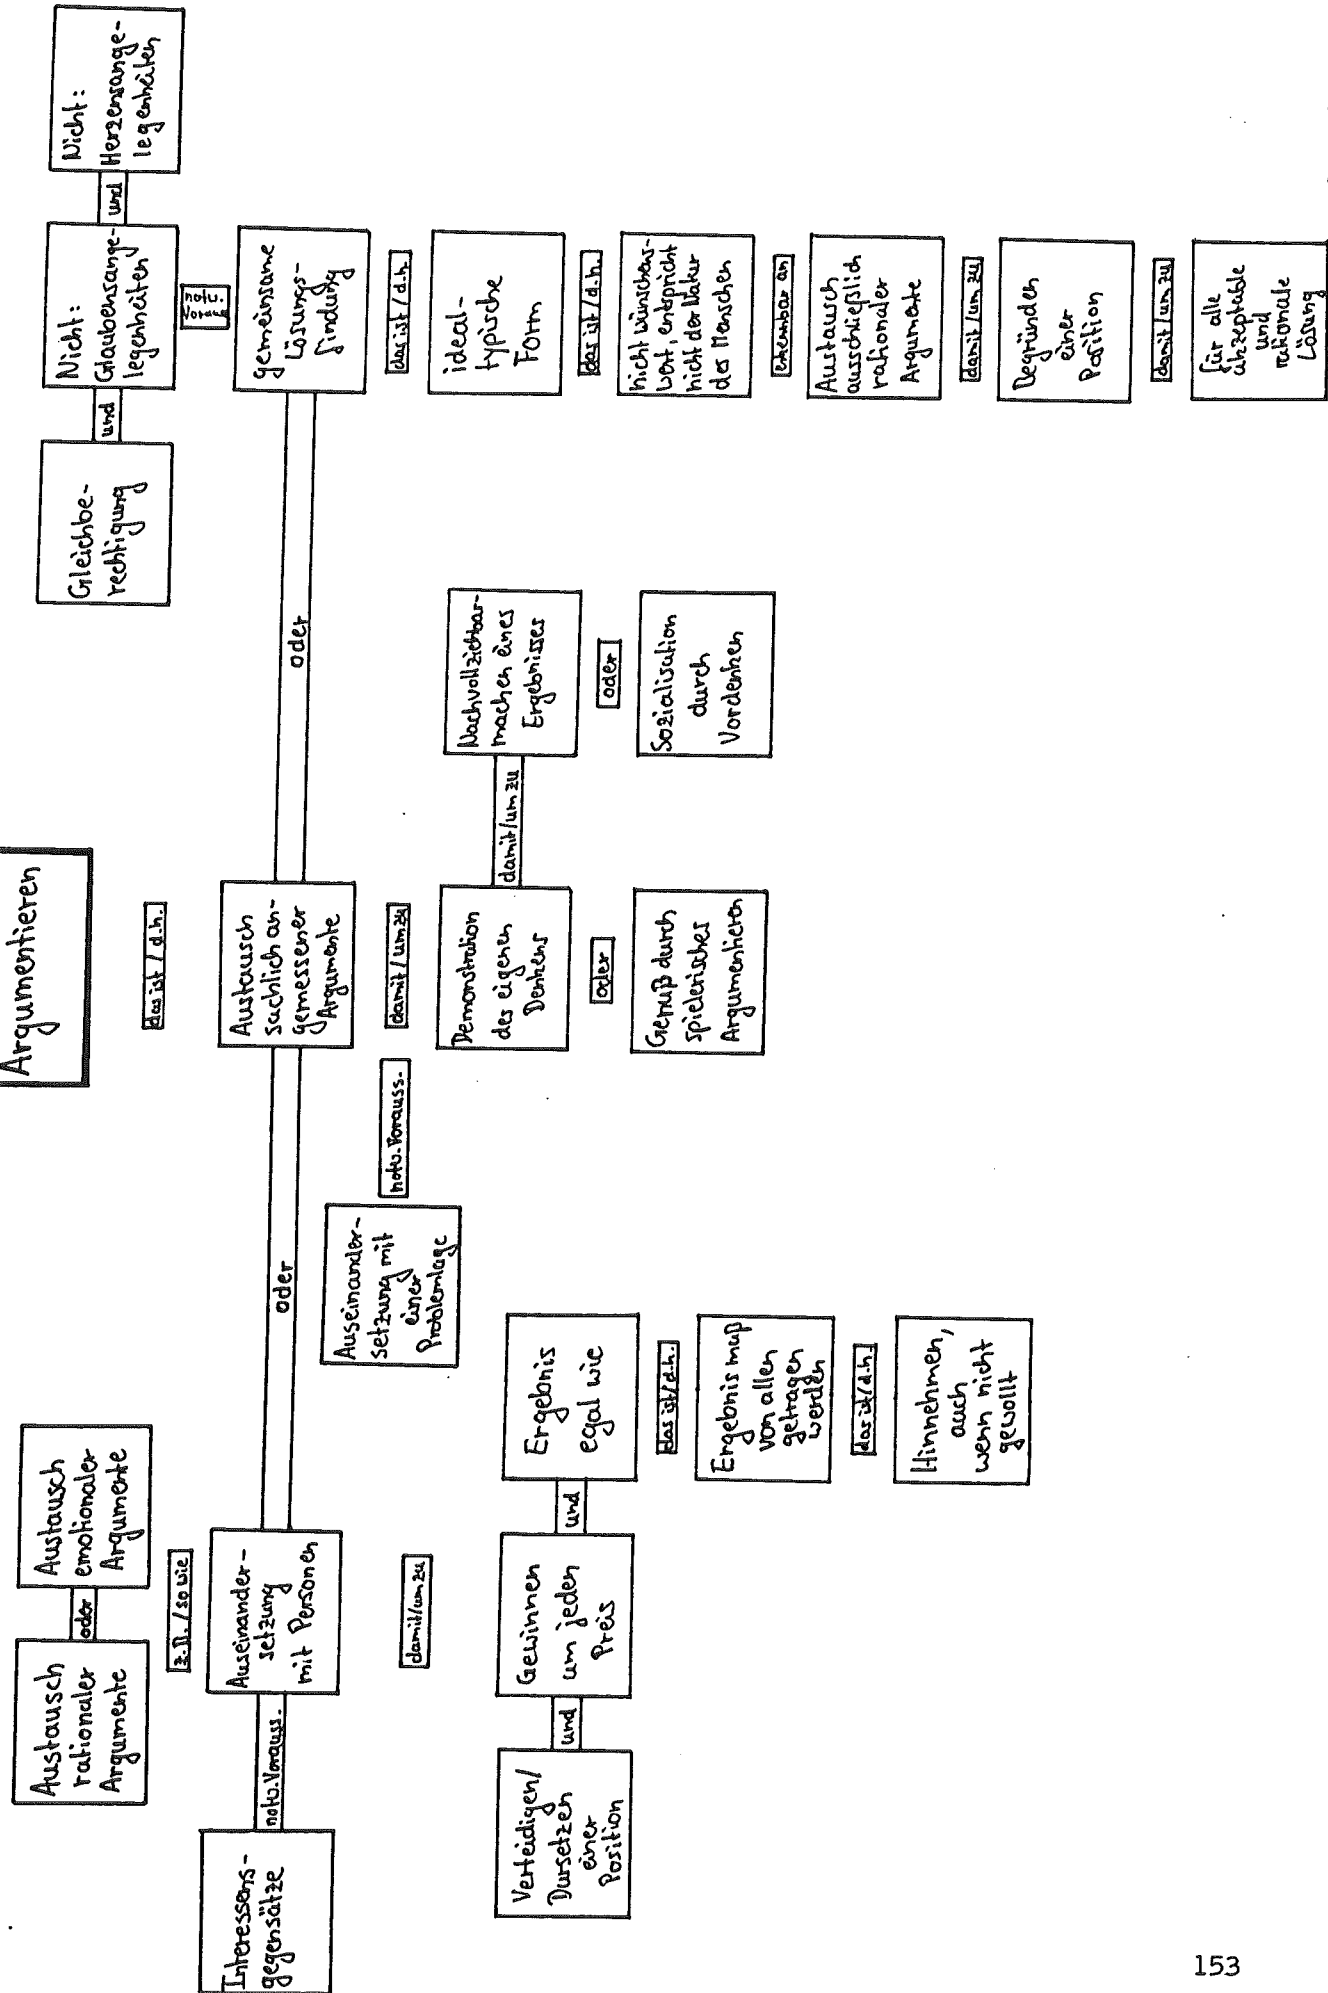 Argumentieren
das ist / d.h.
Austausch
rationaler
Argumente
oder
Austausch
emotionaler
Argumente
z.B. / so wie
Interessens-
gegensätze
notw. Vorauss.
Auseinander-
setzung
mit Personen
oder
Austausch
sachlich an-
gemessener
Argumente
oder
gemeinsame
Lösungs-
findung
Gleichbe-
rechtigung
und
Nicht:
Glaubensange-
legenheiten
und
Nicht:
Herzensange-
legenheiten
notw.
Voraus
damit/um zu
Verteidigen/
Dursetzen
einer
Position
und
Gewinnen
um jeden
Preis
und
Ergebnis
egal wie
das ist/d.h.
Ergebnis muß
von allen
getragen
werden
das ist/d.h.
Hinnehmen,
auch
wenn nicht
gewollt
Auseinander-
setzung mit
einer
Problemlage
notw. Vorauss.
damit / um zu
Demonstration
des eigenen
Denkens
damit/um zu
Nachvollziehbar-
machen eines
Ergebnisses
oder
Genuß durch
spielerisches
Argumentieren
oder
Sozialisation
durch
Vordenken
das ist / d.h.
ideal-
typische
Form
das ist / d.h.
nicht wünschens-
wert, entspricht
nicht der Natur
des Menschen
erkennbar an
Austausch
ausschließlich
rationaler
Argumente
damit/um zu
Begründen
einer
Position
damit/um zu
für alle
akzeptable
und
rationale
Lösung
153